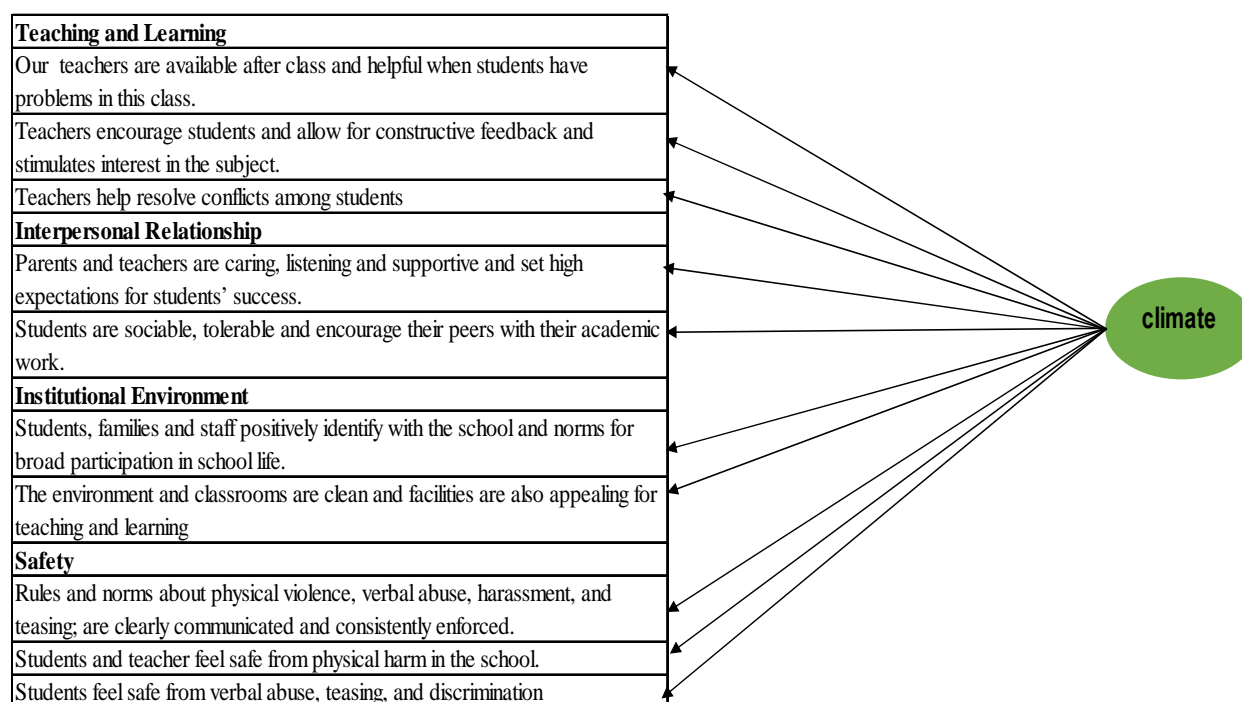 Teaching and Learning
Our teachers are available after class and helpful when students have
problems in this class.
Teachers encourage students and allow for constructive feedback and
stimulates interest in the subject.
Teachers help resolve conflicts among students
Interpersonal Relationship
Parents and teachers are caring, listening and supportive and set high
expectations for students’ success.
Students are sociable, tolerable and encourage their peers with their academic
work.
Institutional Environment
Students, families and staff positively identify with the school and norms for
broad participation in school life.
The environment and classrooms are clean and facilities are also appealing for
teaching and learning
Safety
Rules and norms about physical violence, verbal abuse, harassment, and
teasing; are clearly communicated and consistently enforced.
Students and teacher feel safe from physical harm in the school.
Students feel safe from verbal abuse, teasing, and discrimination
climate